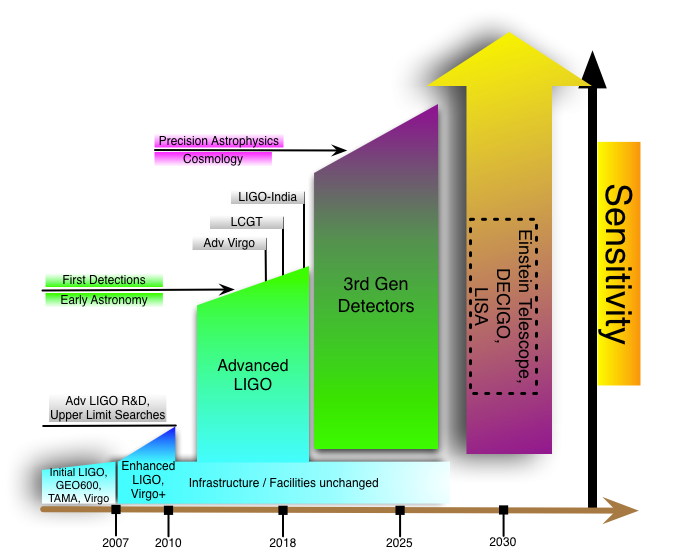 Precision Astrophysics
Cosmology
LIGO-India
LCGT
Adv Virgo
First Detections
Early Astronomy
3rd Gen
Detectors
Advanced
LIGO
Einstein Telescope,
DECIGO,
LISA
Sensitivity
Adv LIGO R&D,
Upper Limit Searches
Initial LIGO,
GEO600,
TAMA, Virgo
Enhanced
LIGO,
Virgo+
Infrastructure / Facilities unchanged
2007
2010
2018
2025
2030